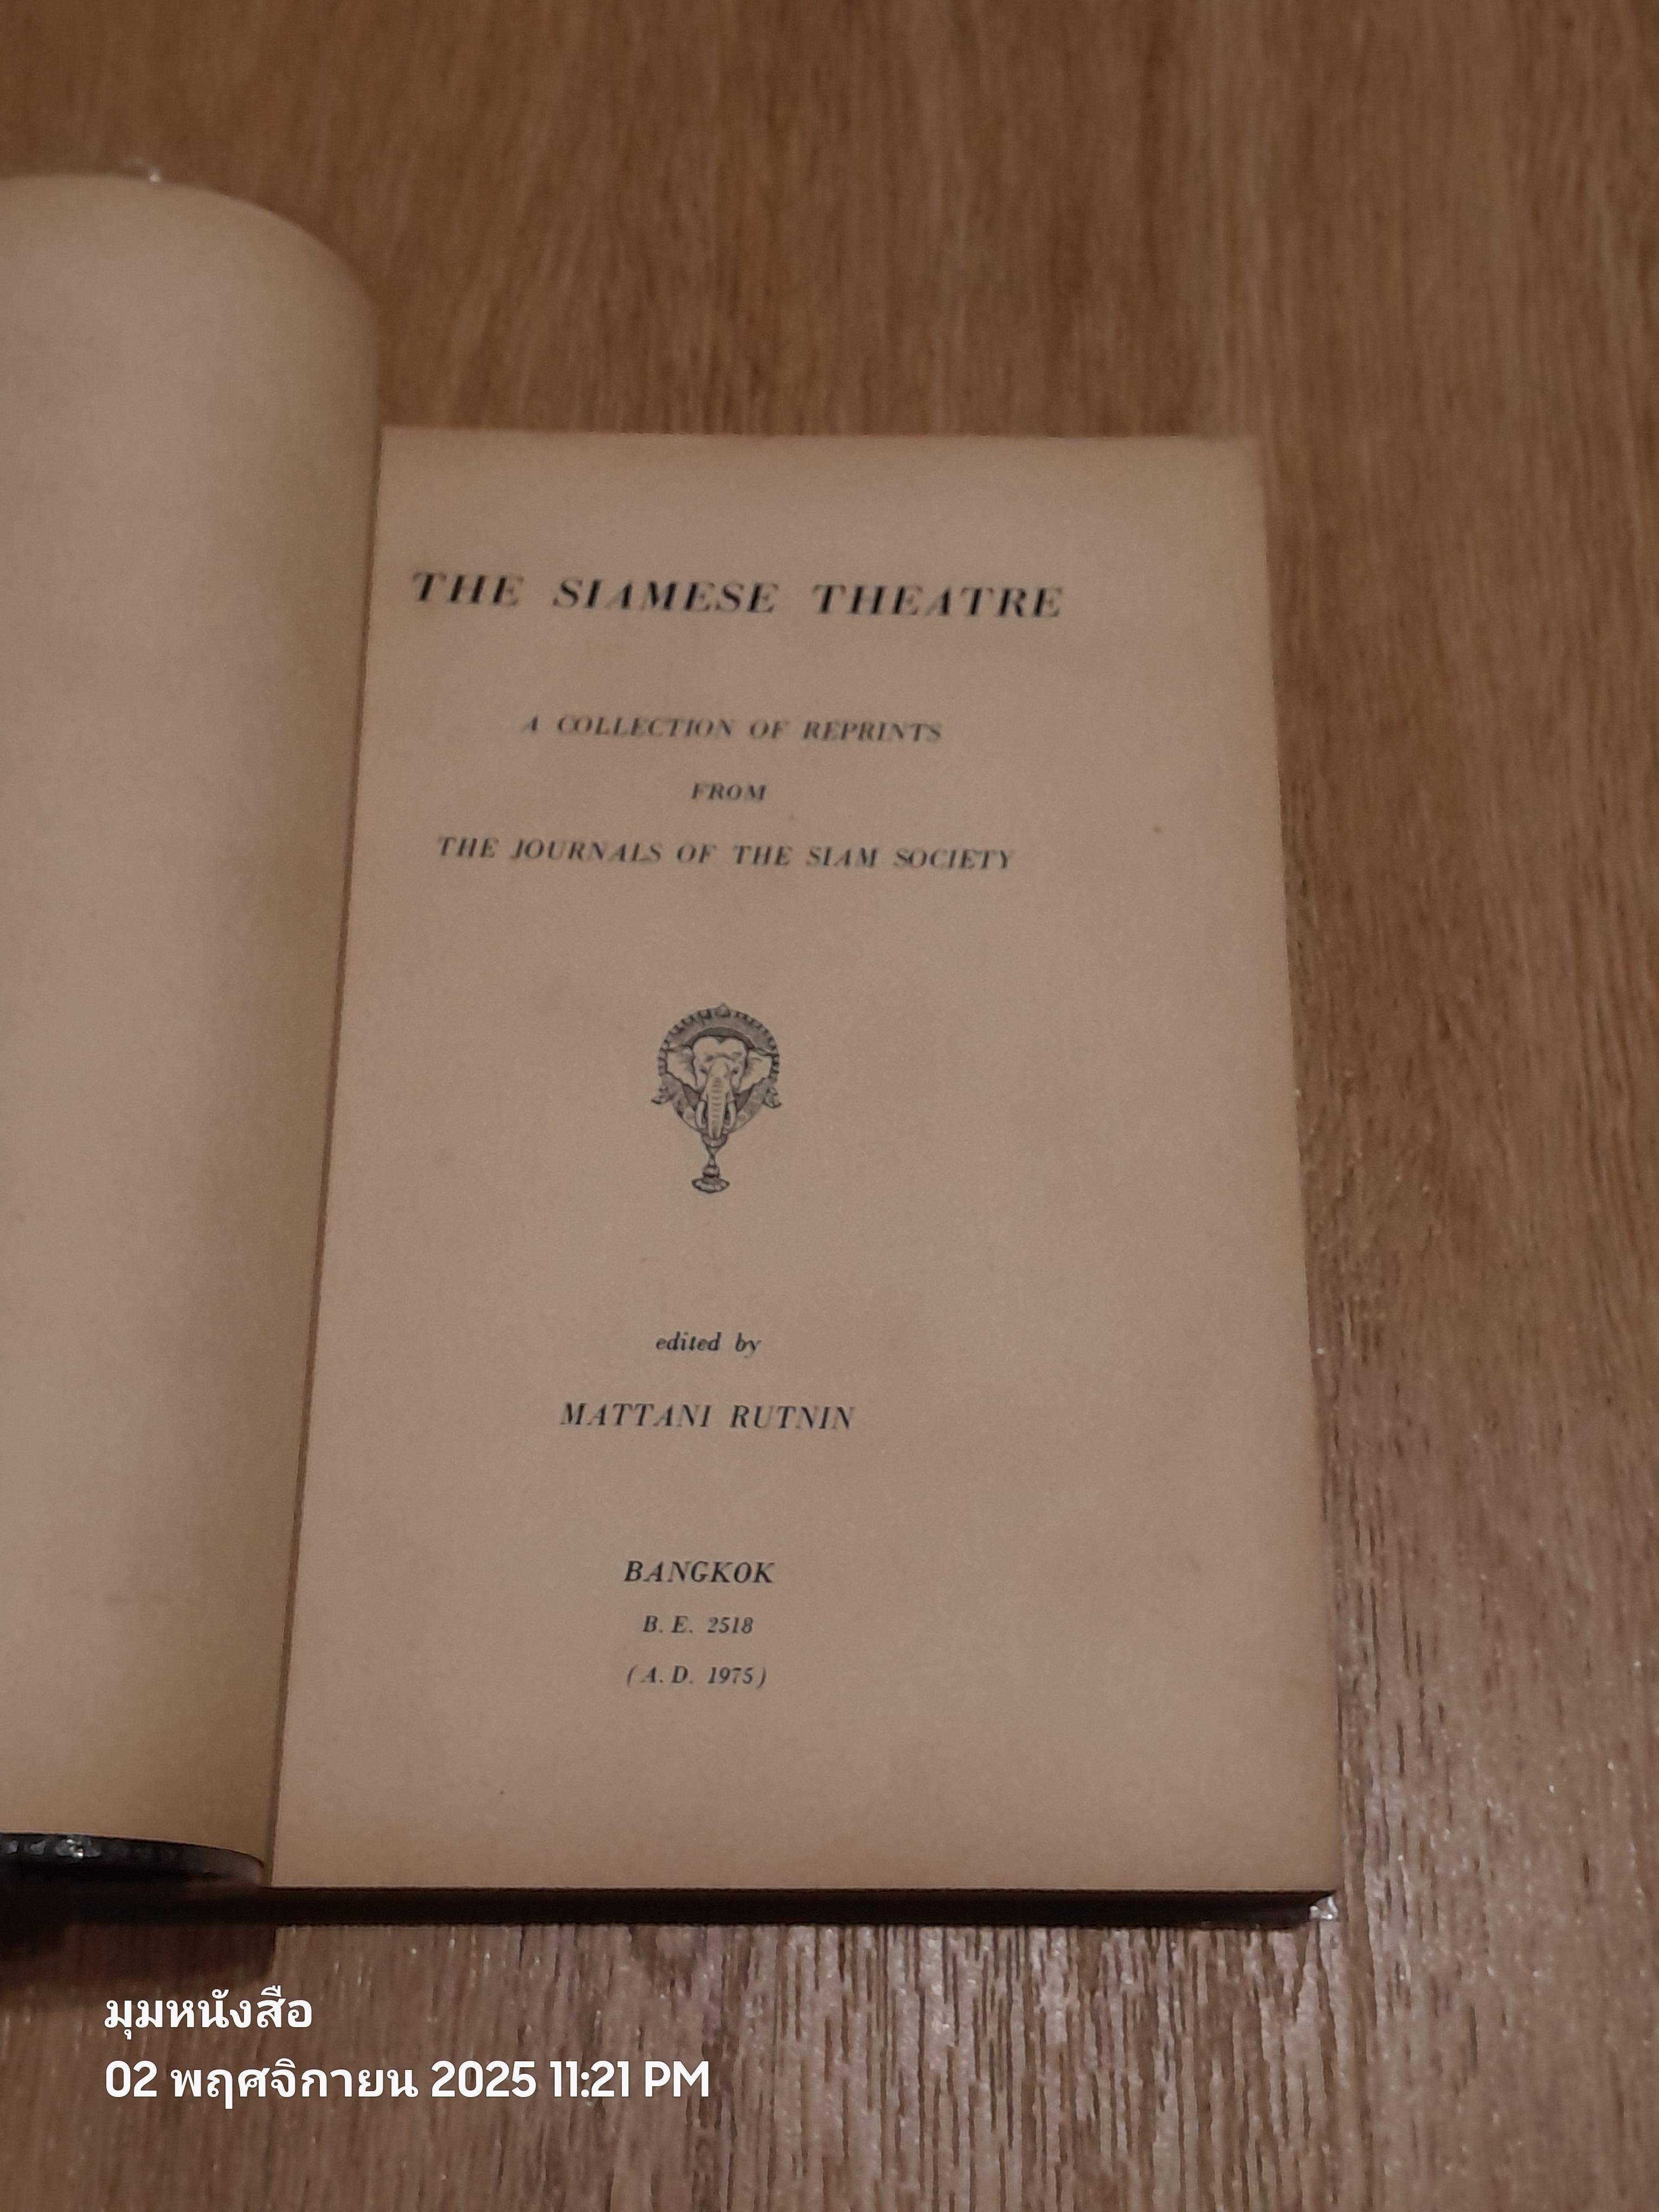 THE SIAMESE THEATRE
A COLLECTION OF REPRINTS
FROM
THE JOURNALS OF THE SIAM SOCIETY
edited by
MATTANI RUTNIN
BANGKOK
B. E. 2518
( A. D. 1975 )
มุมหนังสือ
02 พฤศจิกายน 2025 11:21 PM